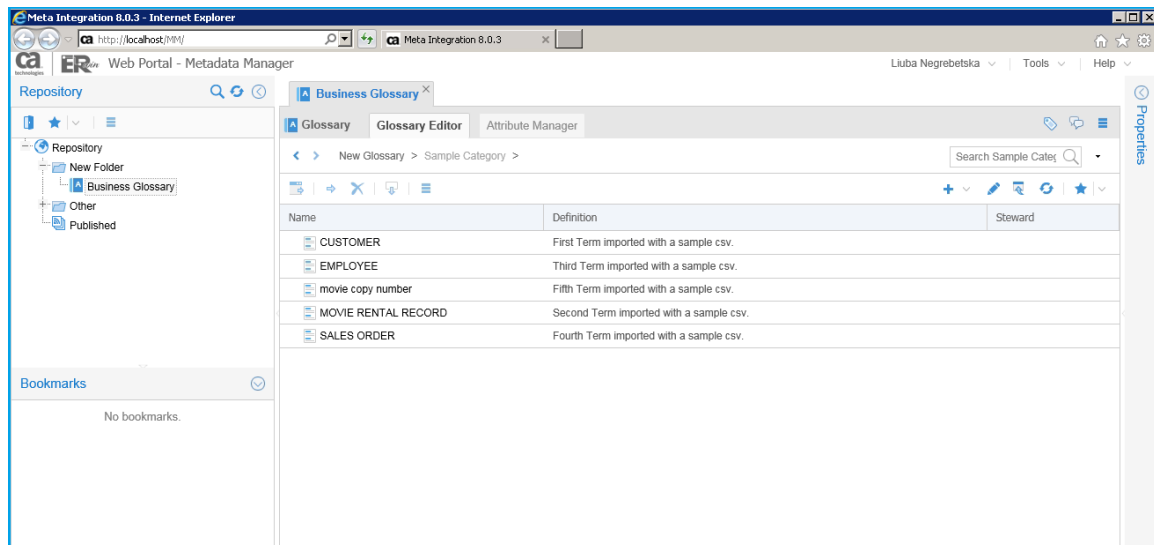 Meta Integration 8.0.3 - Internet Explorer
ca http://localhost/MM/
ca Meta Integration 8.0.3
ca technologies ERwin Web Portal - Metadata Manager
Liuba Negrebetska Tools Help
Repository
Business Glossary
Properties
Glossary Glossary Editor Attribute Manager
Repository
New Folder
Business Glossary
Other
Published
New Glossary > Sample Category >
Search Sample Categ
Name Definition Steward
CUSTOMER First Term imported with a sample csv.
EMPLOYEE Third Term imported with a sample csv.
movie copy number Fifth Term imported with a sample csv.
MOVIE RENTAL RECORD Second Term imported with a sample csv.
SALES ORDER Fourth Term imported with a sample csv.
Bookmarks
No bookmarks.